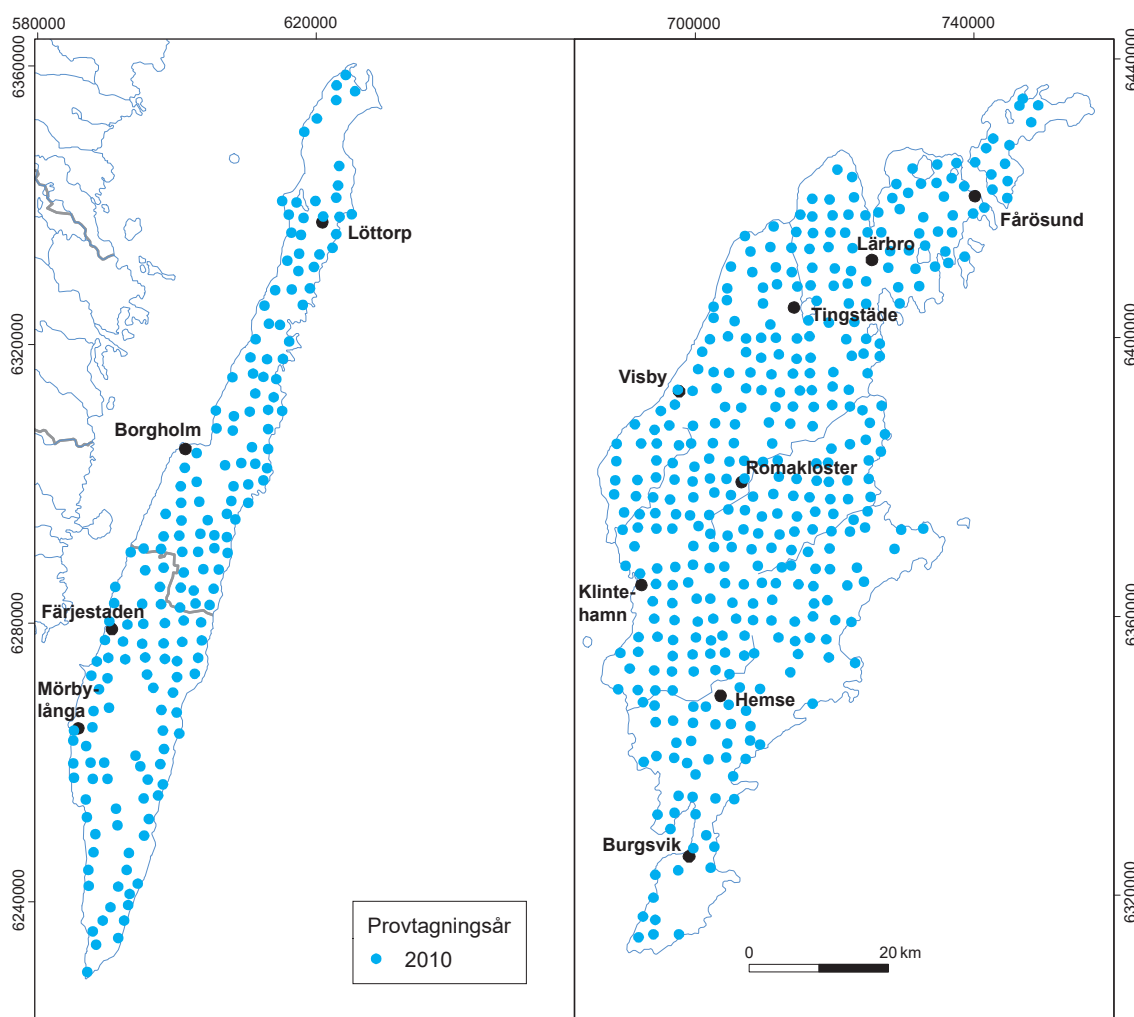 580000
620000
700000
740000
6360000
6320000
6280000
6240000
6440000
6400000
6360000
6320000
Löttorp
Borgholm
Färjestaden
Mörby-
långa
Fårösund
Lärbro
Tingstäde
Visby
Romakloster
Klinte-
hamn
Hemse
Burgsvik
Provtagningsår
2010
0
20 km